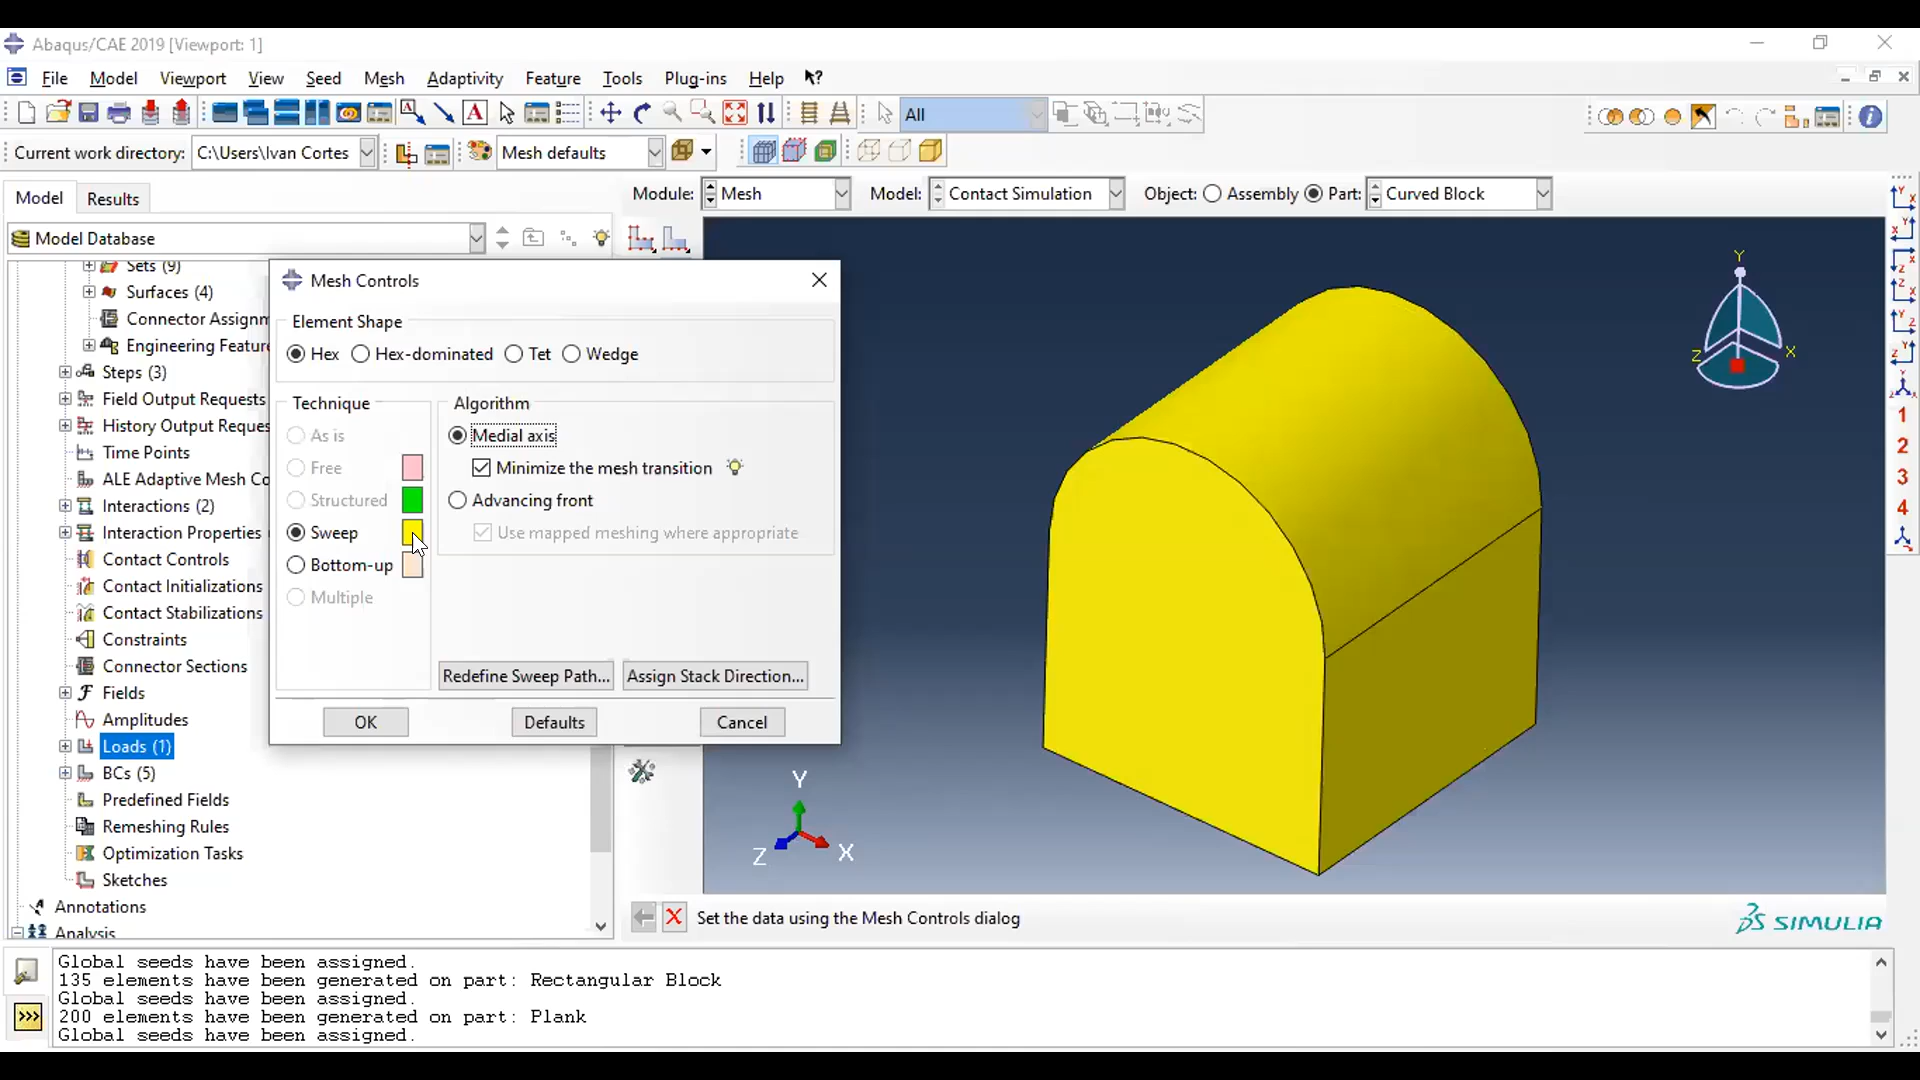 Abaqus/CAE 2019 [Viewport: 1]
File Model Viewport View Seed Mesh Adaptivity Feature Tools Plug-ins Help
All
Current work directory: C:\Users\Ivan Cortes Mesh defaults
Model Results
Module: Mesh Model: Contact Simulation Object: Assembly Part: Curved Block
Model Database
Sets (9)
Surfaces (4)
Connector Assignm
Engineering Feature
Steps (3)
Field Output Requests
History Output Reques
Time Points
ALE Adaptive Mesh Co
Interactions (2)
Interaction Properties
Contact Controls
Contact Initializations
Contact Stabilizations
Constraints
Connector Sections
Fields
Amplitudes
Loads (1)
BCs (5)
Predefined Fields
Remeshing Rules
Optimization Tasks
Sketches
Annotations
Analysis
Mesh Controls
Element Shape
Hex Hex-dominated Tet Wedge
Technique
As is
Free
Structured
Sweep
Bottom-up
Multiple
Algorithm
Medial axis
Minimize the mesh transition
Advancing front
Use mapped meshing where appropriate
Redefine Sweep Path... Assign Stack Direction...
OK Defaults Cancel
Y
Z X
Y
Z X
1
2
3
4
Set the data using the Mesh Controls dialog
SIMULIA
Global seeds have been assigned.
135 elements have been generated on part: Rectangular Block
Global seeds have been assigned.
200 elements have been generated on part: Plank
Global seeds have been assigned.